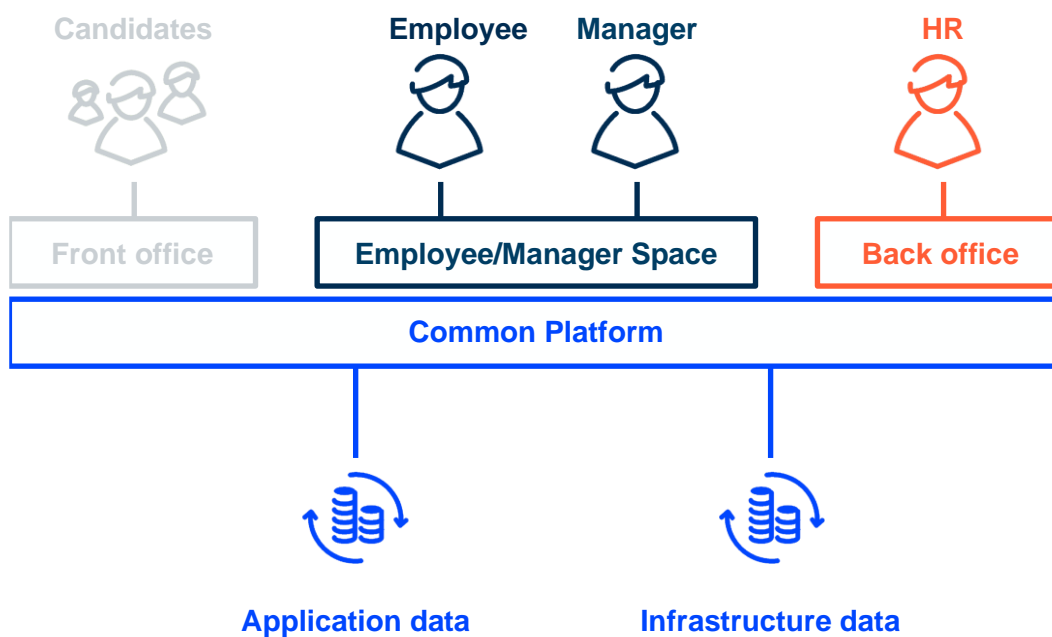 Candidates
Employee
Manager
HR
Front office
Employee/Manager Space
Back office
Common Platform
Application data
Infrastructure data